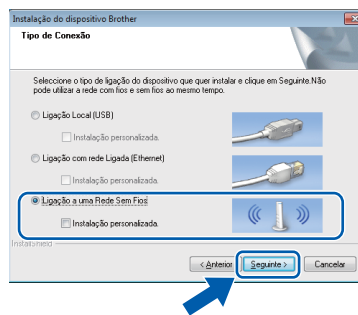 Instalação do dispositivo Brother
Tipo de Conexão
Seleccione o tipo de ligação do dispositivo que quer instalar e clique em Seguinte.Não
pode utilizar a rede com fios e sem fios ao mesmo tempo.
Ligação Local (USB)
Instalação personalizada.
Ligação com rede Ligada (Ethernet)
Instalação personalizada.
Ligação a uma Rede Sem Fios
Instalação personalizada.
InstallShield
< Anterior
Seguinte >
Cancelar